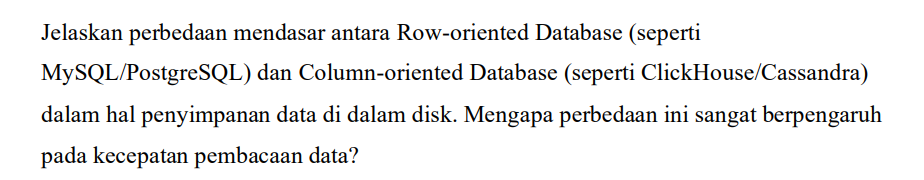 Jelaskan perbedaan mendasar antara Row-oriented Database (seperti
MySQL/PostgreSQL) dan Column-oriented Database (seperti ClickHouse/Cassandra)
dalam hal penyimpanan data di dalam disk. Mengapa perbedaan ini sangat berpengaruh
pada kecepatan pembacaan data?